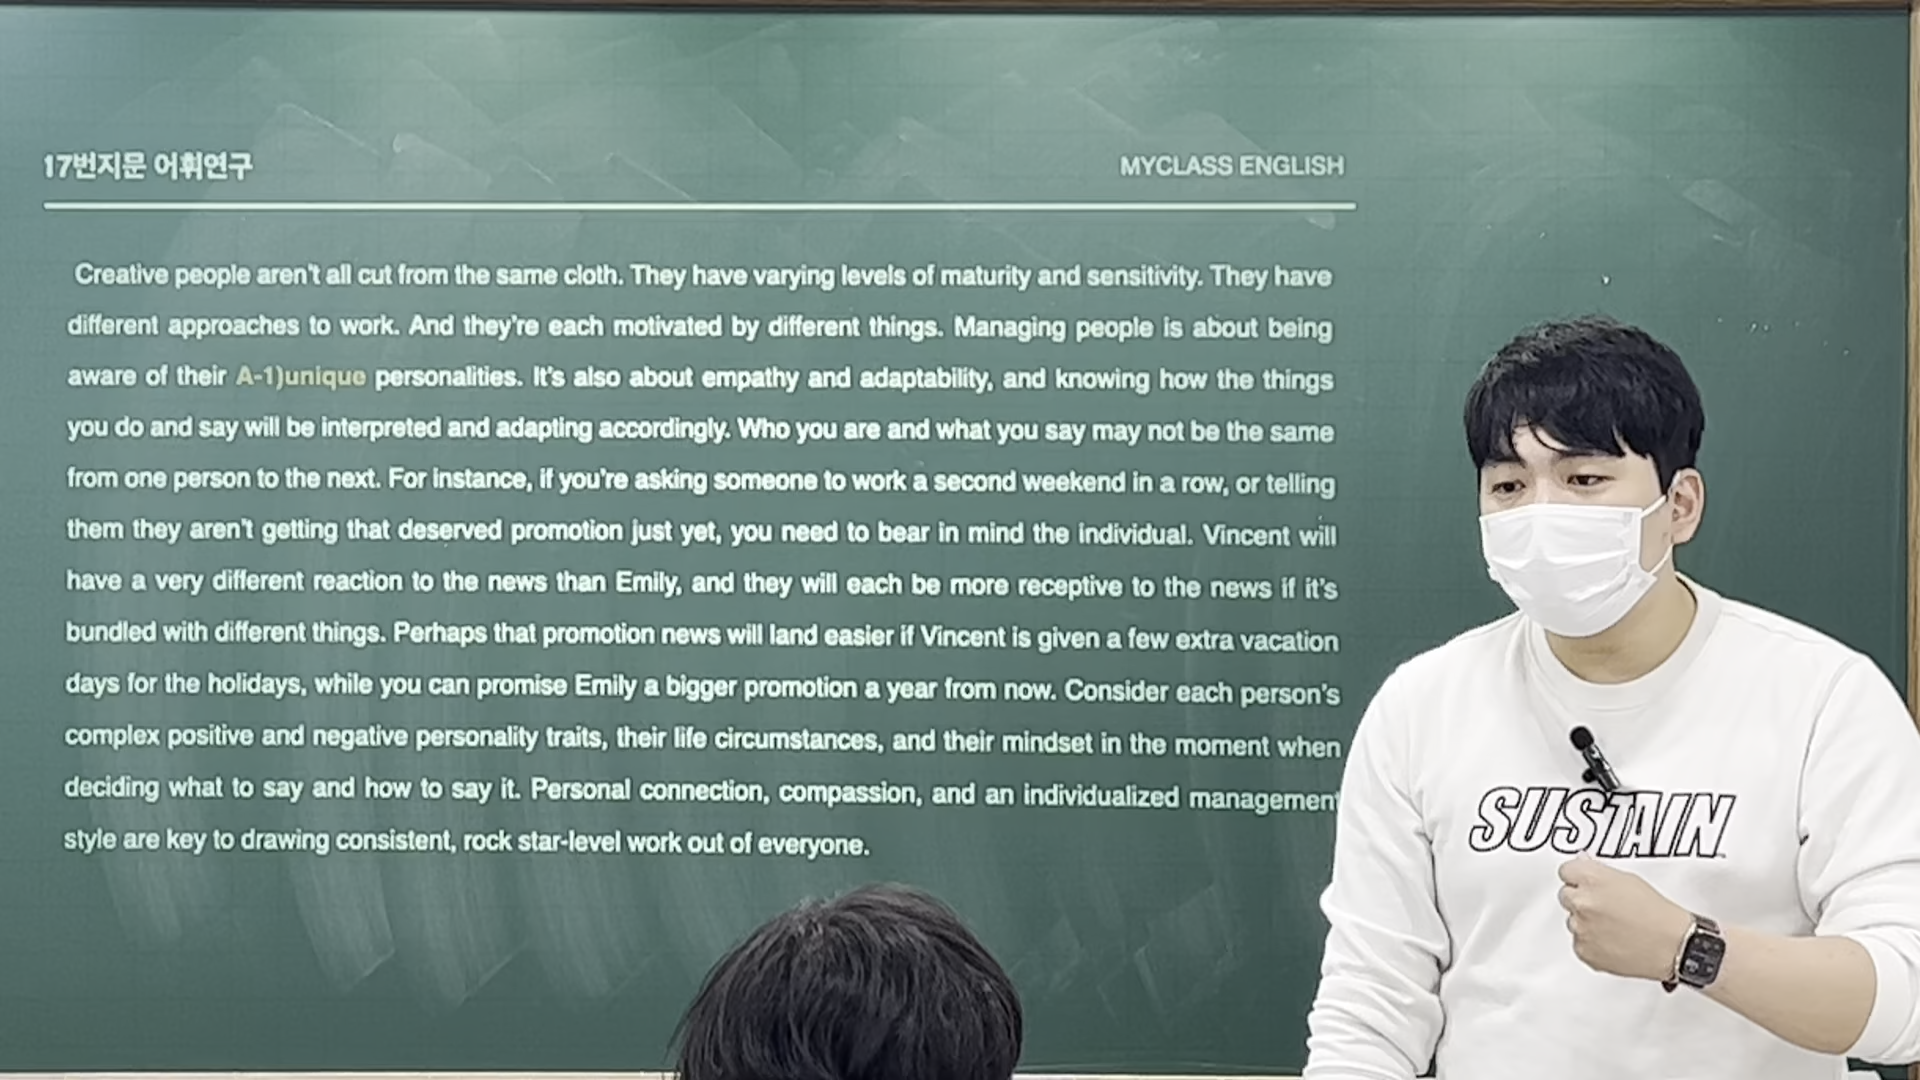 17번지문 어휘연구
MYCLASS ENGLISH
Creative people aren't all cut from the same cloth. They have varying levels of maturity and sensitivity. They have
different approaches to work. And they're each motivated by different things. Managing people is about being
aware of their A-1)unique personalities. It's also about empathy and adaptability, and knowing how the things
you do and say will be interpreted and adapting accordingly. Who you are and what you say may not be the same
from one person to the next. For instance, if you're asking someone to work a second weekend in a row, or telling
them they aren't getting that deserved promotion just yet, you need to bear in mind the individual. Vincent will
have a very different reaction to the news than Emily, and they will each be more receptive to the news if it's
bundled with different things. Perhaps that promotion news will land easier if Vincent is given a few extra vacation
days for the holidays, while you can promise Emily a bigger promotion a year from now. Consider each person's
complex positive and negative personality traits, their life circumstances, and their mindset in the moment when
deciding what to say and how to say it. Personal connection, compassion, and an individualized management
style are key to drawing consistent, rock star-level work out of everyone.
SUSTAIN